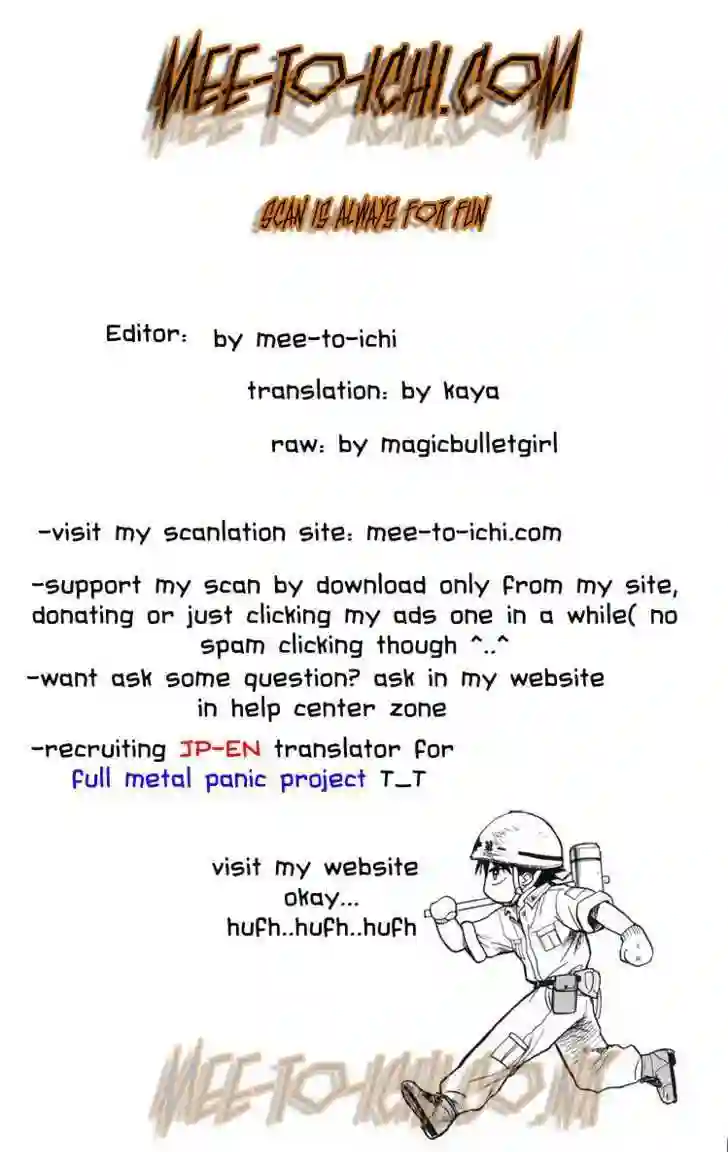 MEE-TO-ICHI.COM
SCAN IS ALWAYS FOR FUN
Editor: by mee-to-ichi
translation: by kaya
raw: by magicbulletgirl
-visit my scanlation site: mee-to-ichi.com
-support my scan by download only from my site,
donating or just clicking my ads one in a while( no
spam clicking though ^..^
-want ask some question? ask in my website
in help center zone
-recruiting JP-EN translator for
full metal panic project T_T
visit my website
okay...
hufh..hufh..hufh